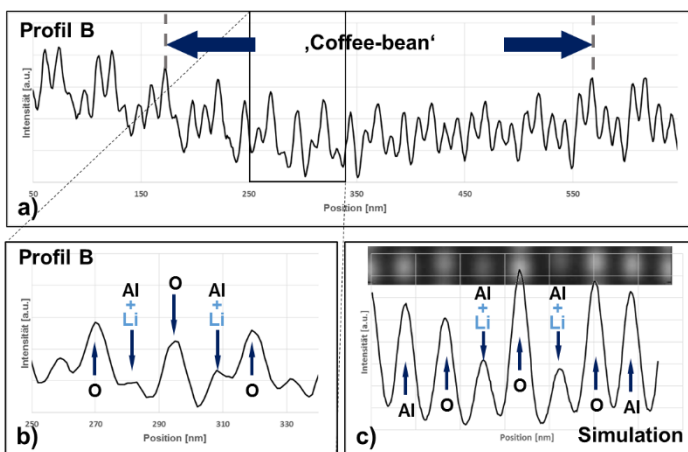 Profil B
‚Coffee-bean‘
Intensität [a.u.]
50 150 250 350 450 550
Position [nm]
a)
Profil B
Al
+
Li
O
Al
+
Li
O
O
Intensität [a.u.]
250 270 290 310 330
Position [nm]
b)
Al
+
Li
Al
+
Li
O
O
O
Al
Al
Intensität [a.u.]
Position [nm]
c)
Simulation